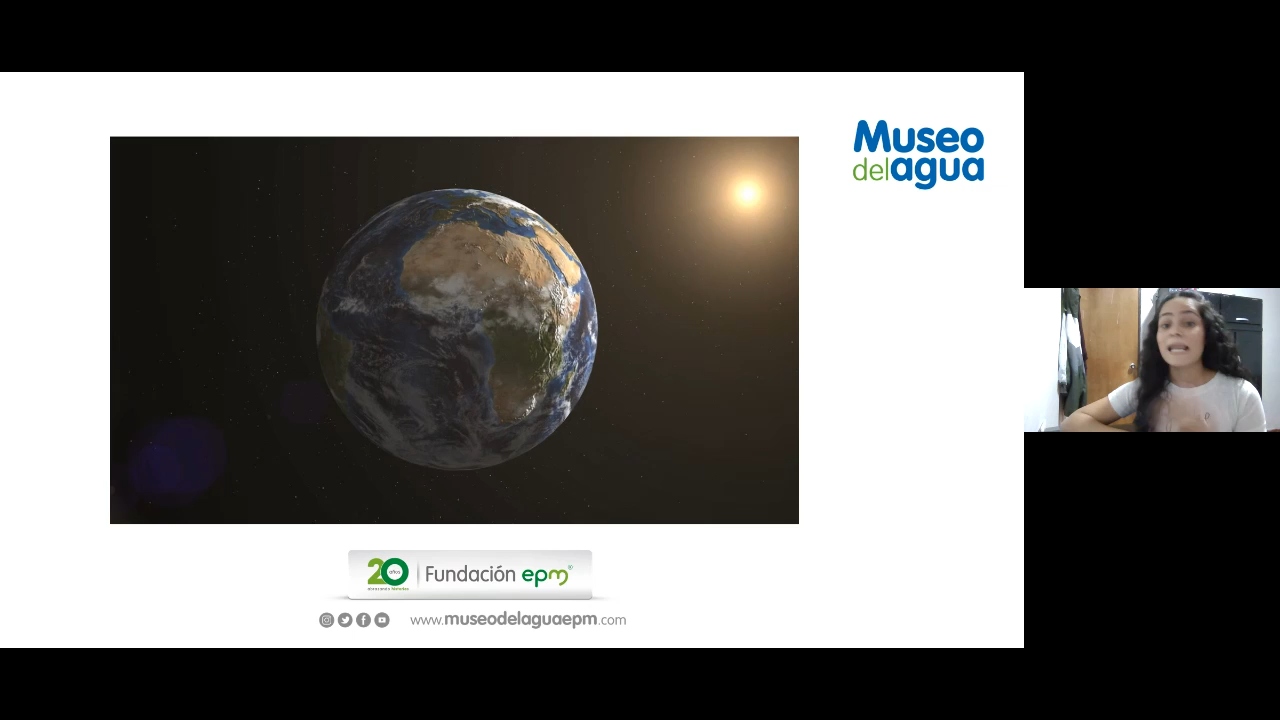 Museo
delagua
20 años
Fundación epm®
www.museodelaguaepm.com